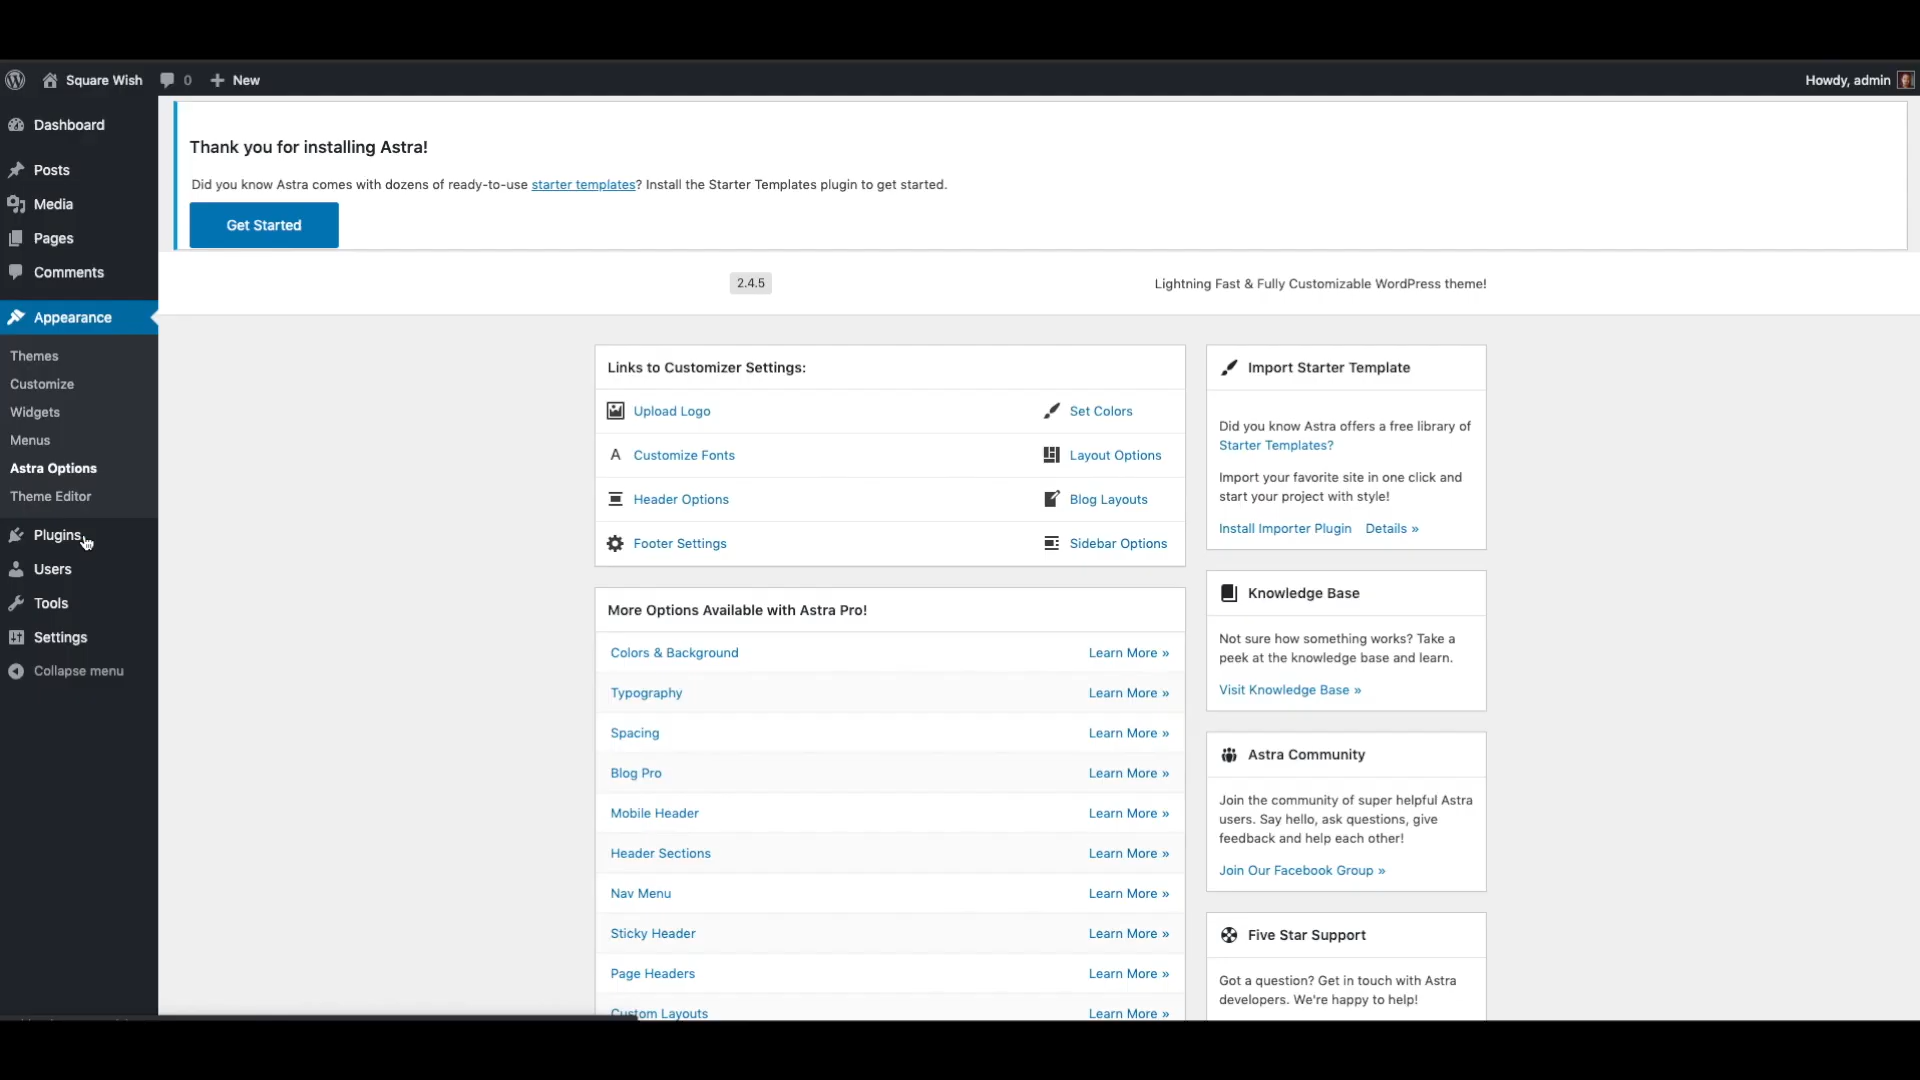 Square Wish 0 New Howdy, admin
Dashboard
Posts
Media
Pages
Comments
Appearance
Themes
Customize
Widgets
Menus
Astra Options
Theme Editor
Plugins
Users
Tools
Settings
Collapse menu
Thank you for installing Astra!
Did you know Astra comes with dozens of ready-to-use starter templates? Install the Starter Templates plugin to get started.
Get Started
2.4.5 Lightning Fast & Fully Customizable WordPress theme!
Links to Customizer Settings:
Upload Logo Set Colors
Customize Fonts Layout Options
Header Options Blog Layouts
Footer Settings Sidebar Options
More Options Available with Astra Pro!
Colors & Background Learn More »
Typography Learn More »
Spacing Learn More »
Blog Pro Learn More »
Mobile Header Learn More »
Header Sections Learn More »
Nav Menu Learn More »
Sticky Header Learn More »
Page Headers Learn More »
Custom Layouts Learn More »
Import Starter Template
Did you know Astra offers a free library of
Starter Templates?
Import your favorite site in one click and
start your project with style!
Install Importer Plugin Details »
Knowledge Base
Not sure how something works? Take a
peek at the knowledge base and learn.
Visit Knowledge Base »
Astra Community
Join the community of super helpful Astra
users. Say hello, ask questions, give
feedback and help each other!
Join Our Facebook Group »
Five Star Support
Got a question? Get in touch with Astra
developers. We're happy to help!